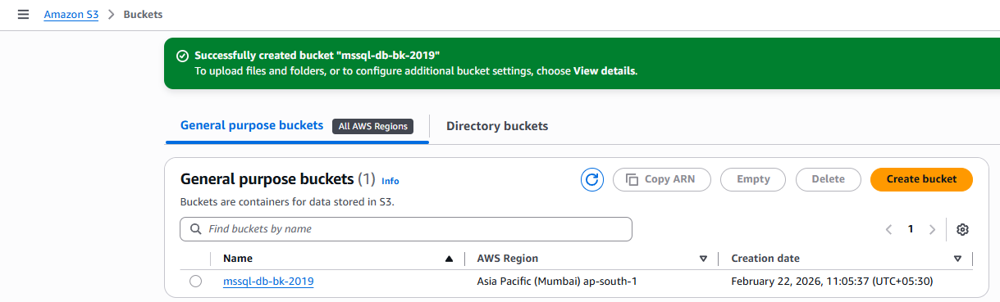 Amazon S3 > Buckets
Successfully created bucket "mssql-db-bk-2019"
To upload files and folders, or to configure additional bucket settings, choose View details.
General purpose buckets All AWS Regions Directory buckets
General purpose buckets (1) Info Copy ARN Empty Delete Create bucket
Buckets are containers for data stored in S3.
Find buckets by name 1
Name AWS Region Creation date
mssql-db-bk-2019 Asia Pacific (Mumbai) ap-south-1 February 22, 2026, 11:05:37 (UTC+05:30)